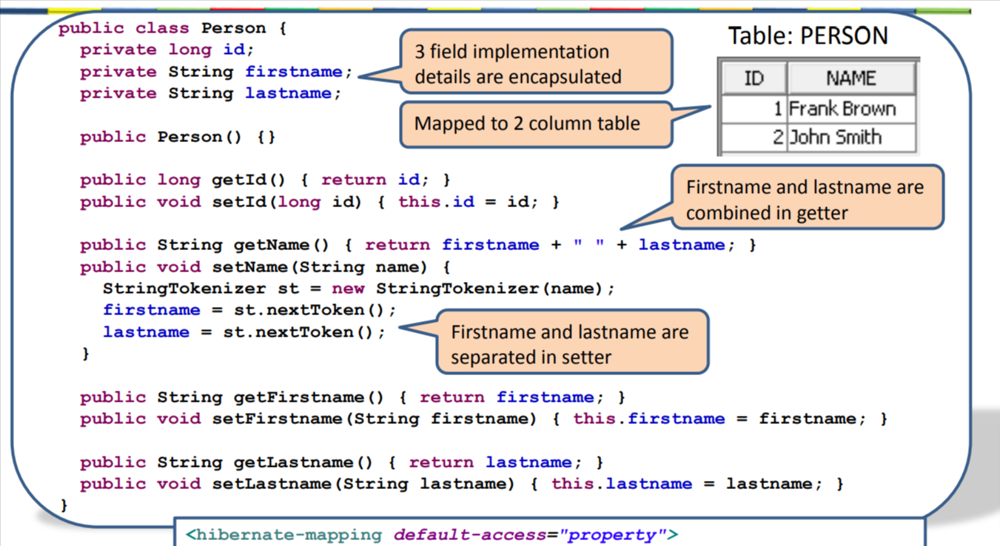 public class Person {
private long id;
private String firstname;
private String lastname;
3 field implementation
details are encapsulated
Table: PERSON
ID NAME
1 Frank Brown
2 John Smith
Mapped to 2 column table
public Person() {}
public long getId() { return id; }
public void setId(long id) { this.id = id; }
Firstname and lastname are
combined in getter
public String getName() { return firstname + " " + lastname; }
public void setName(String name) {
StringTokenizer st = new StringTokenizer(name);
firstname = st.nextToken();
lastname = st.nextToken();
}
Firstname and lastname are
separated in setter
public String getFirstname() { return firstname; }
public void setFirstname(String firstname) { this.firstname = firstname; }
public String getLastname() { return lastname; }
public void setLastname(String lastname) { this.lastname = lastname; }
}
<hibernate-mapping default-access="property">